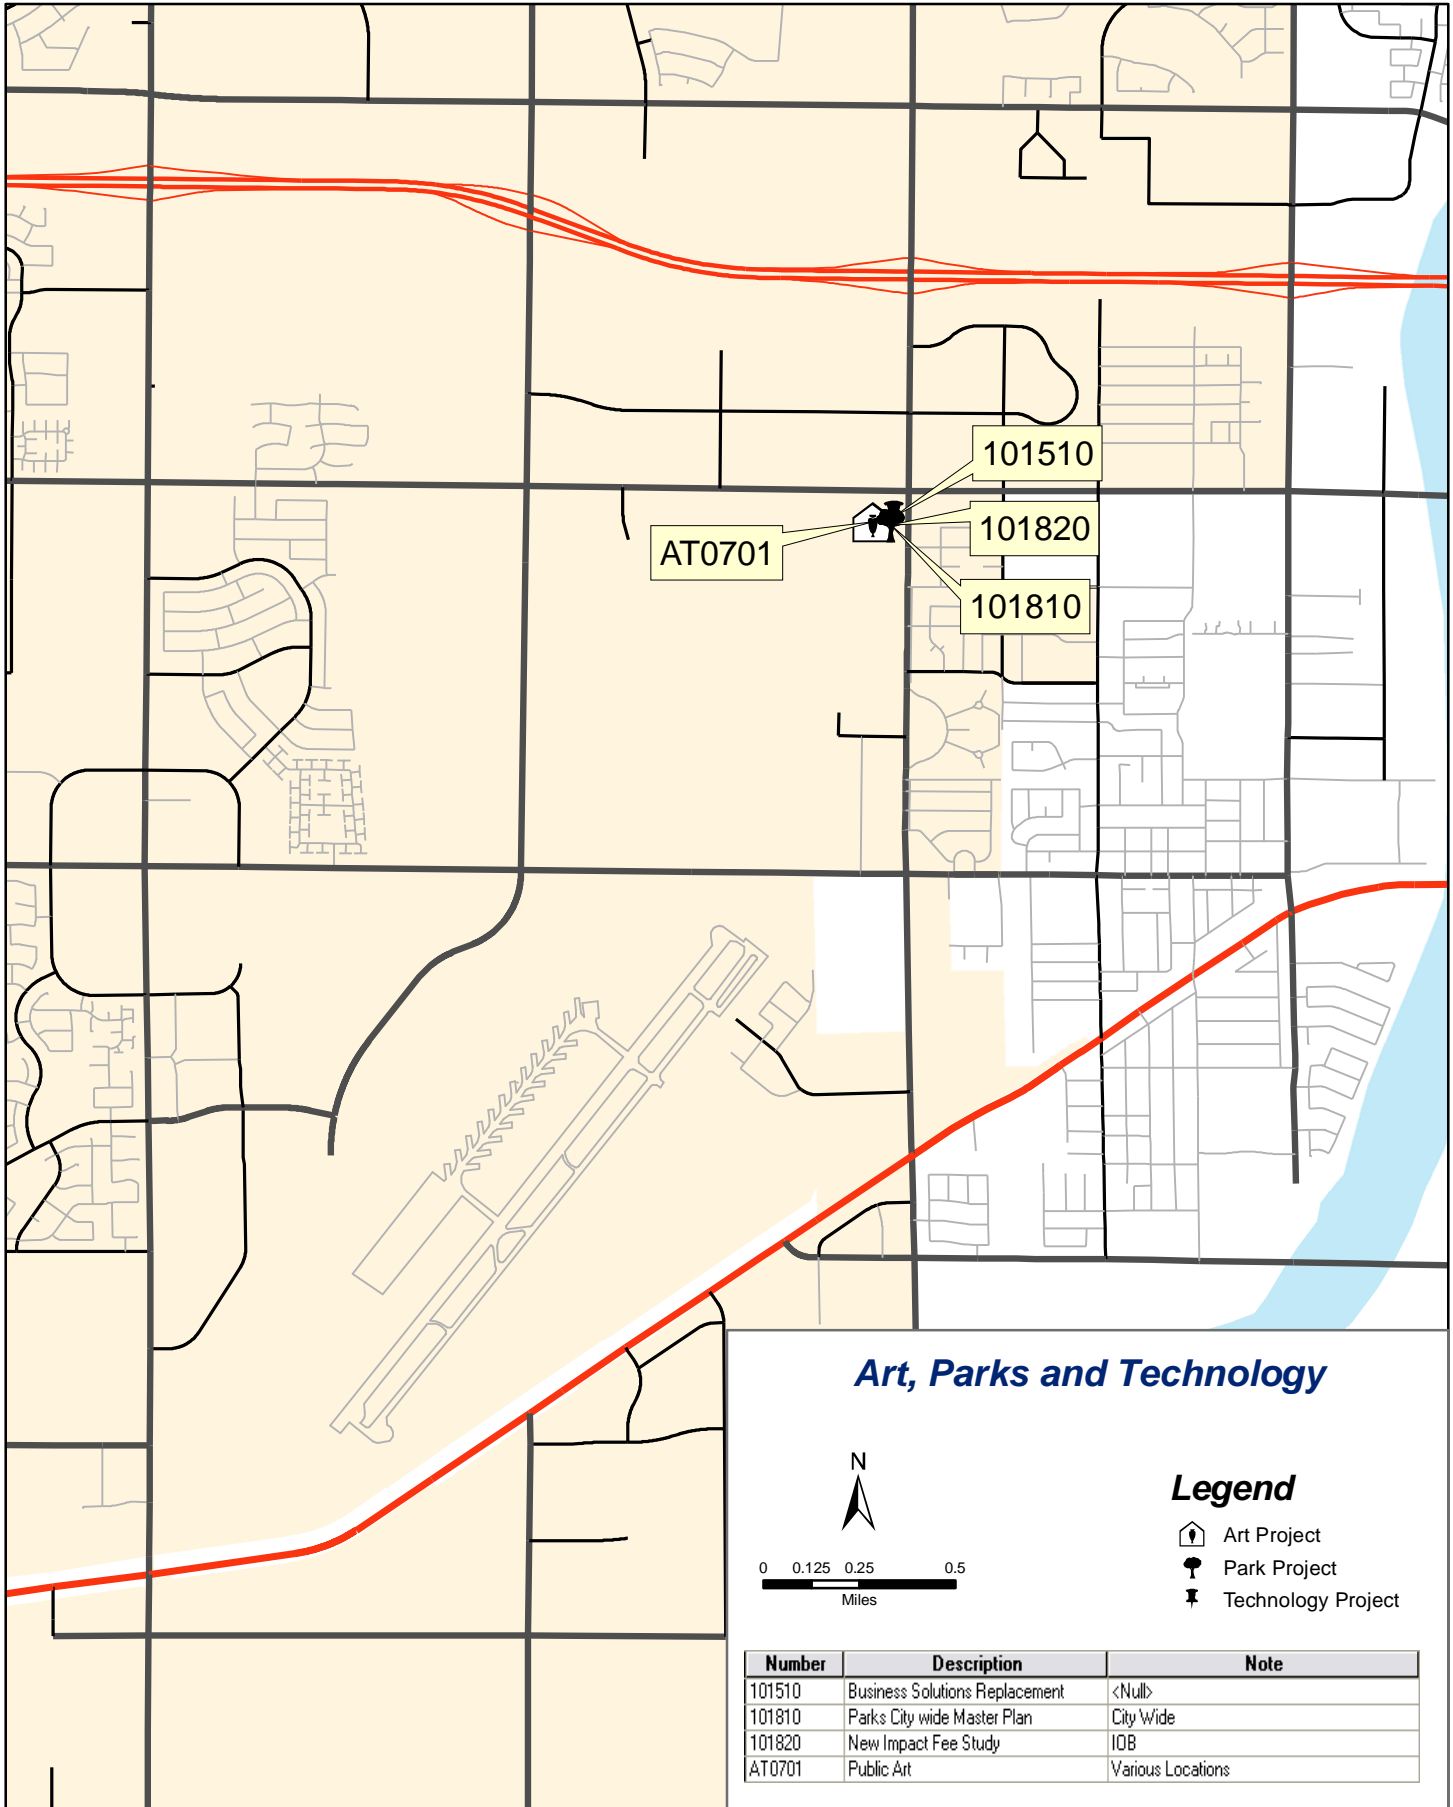 101510
AT0701
101820
101810
Art, Parks and Technology
N
Legend
Art Project
0 0.125 0.25 0.5
Park Project
Miles
Technology Project
Number Description Note
101510 Business Solutions Replacement <Null>
101810 Parks City wide Master Plan City Wide
101820 New Impact Fee Study IOB
AT0701 Public Art Various Locations